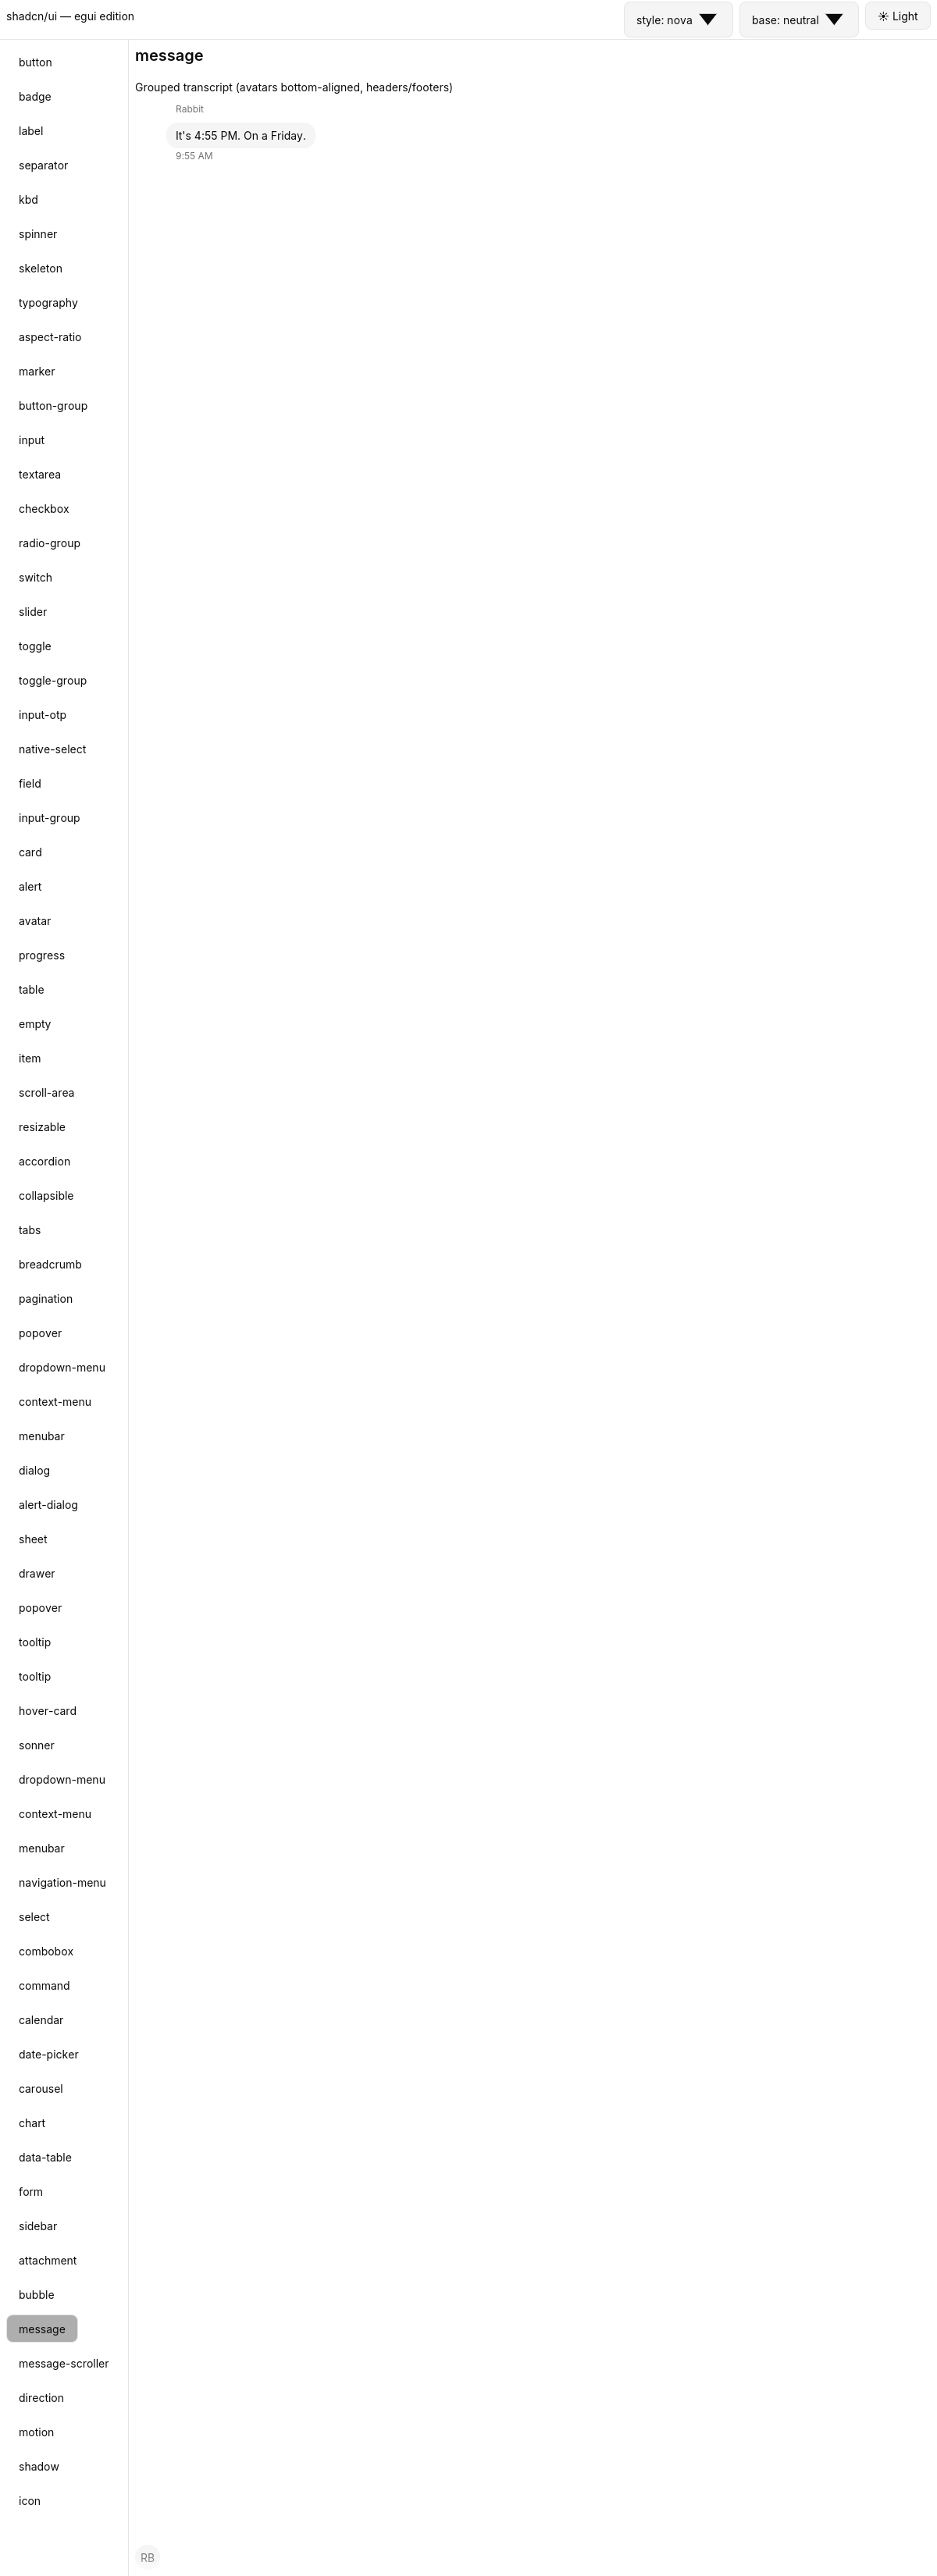 shadcn/ui — egui edition
style: nova
base: neutral
☀ Light
button
badge
label
separator
kbd
spinner
skeleton
typography
aspect-ratio
marker
button-group
input
textarea
checkbox
radio-group
switch
slider
toggle
toggle-group
input-otp
native-select
field
input-group
card
alert
avatar
progress
table
empty
item
scroll-area
resizable
accordion
collapsible
tabs
breadcrumb
pagination
popover
dropdown-menu
context-menu
menubar
dialog
alert-dialog
sheet
drawer
popover
tooltip
tooltip
hover-card
sonner
dropdown-menu
context-menu
menubar
navigation-menu
select
combobox
command
calendar
date-picker
carousel
chart
data-table
form
sidebar
attachment
bubble
message
message-scroller
direction
motion
shadow
icon
message
Grouped transcript (avatars bottom-aligned, headers/footers)
Rabbit
It's 4:55 PM. On a Friday.
9:55 AM
RB